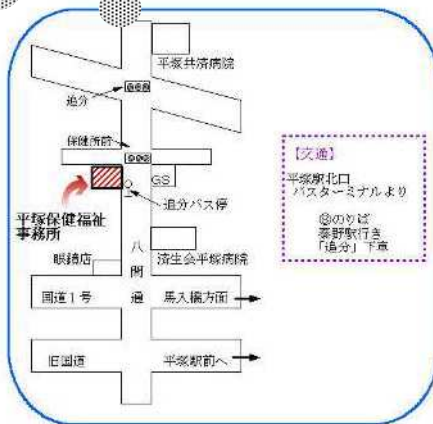 平塚共済病院
追分
保健所前
GS
追分バス停
平塚保健福祉
事務所
八間通
眼鏡店
済生会平塚病院
国道1号
馬入橋方面
旧国道
平塚駅前へ
【交通】
平塚駅北口
バスターミナルより
のりば
秦野駅行き
「追分」下車